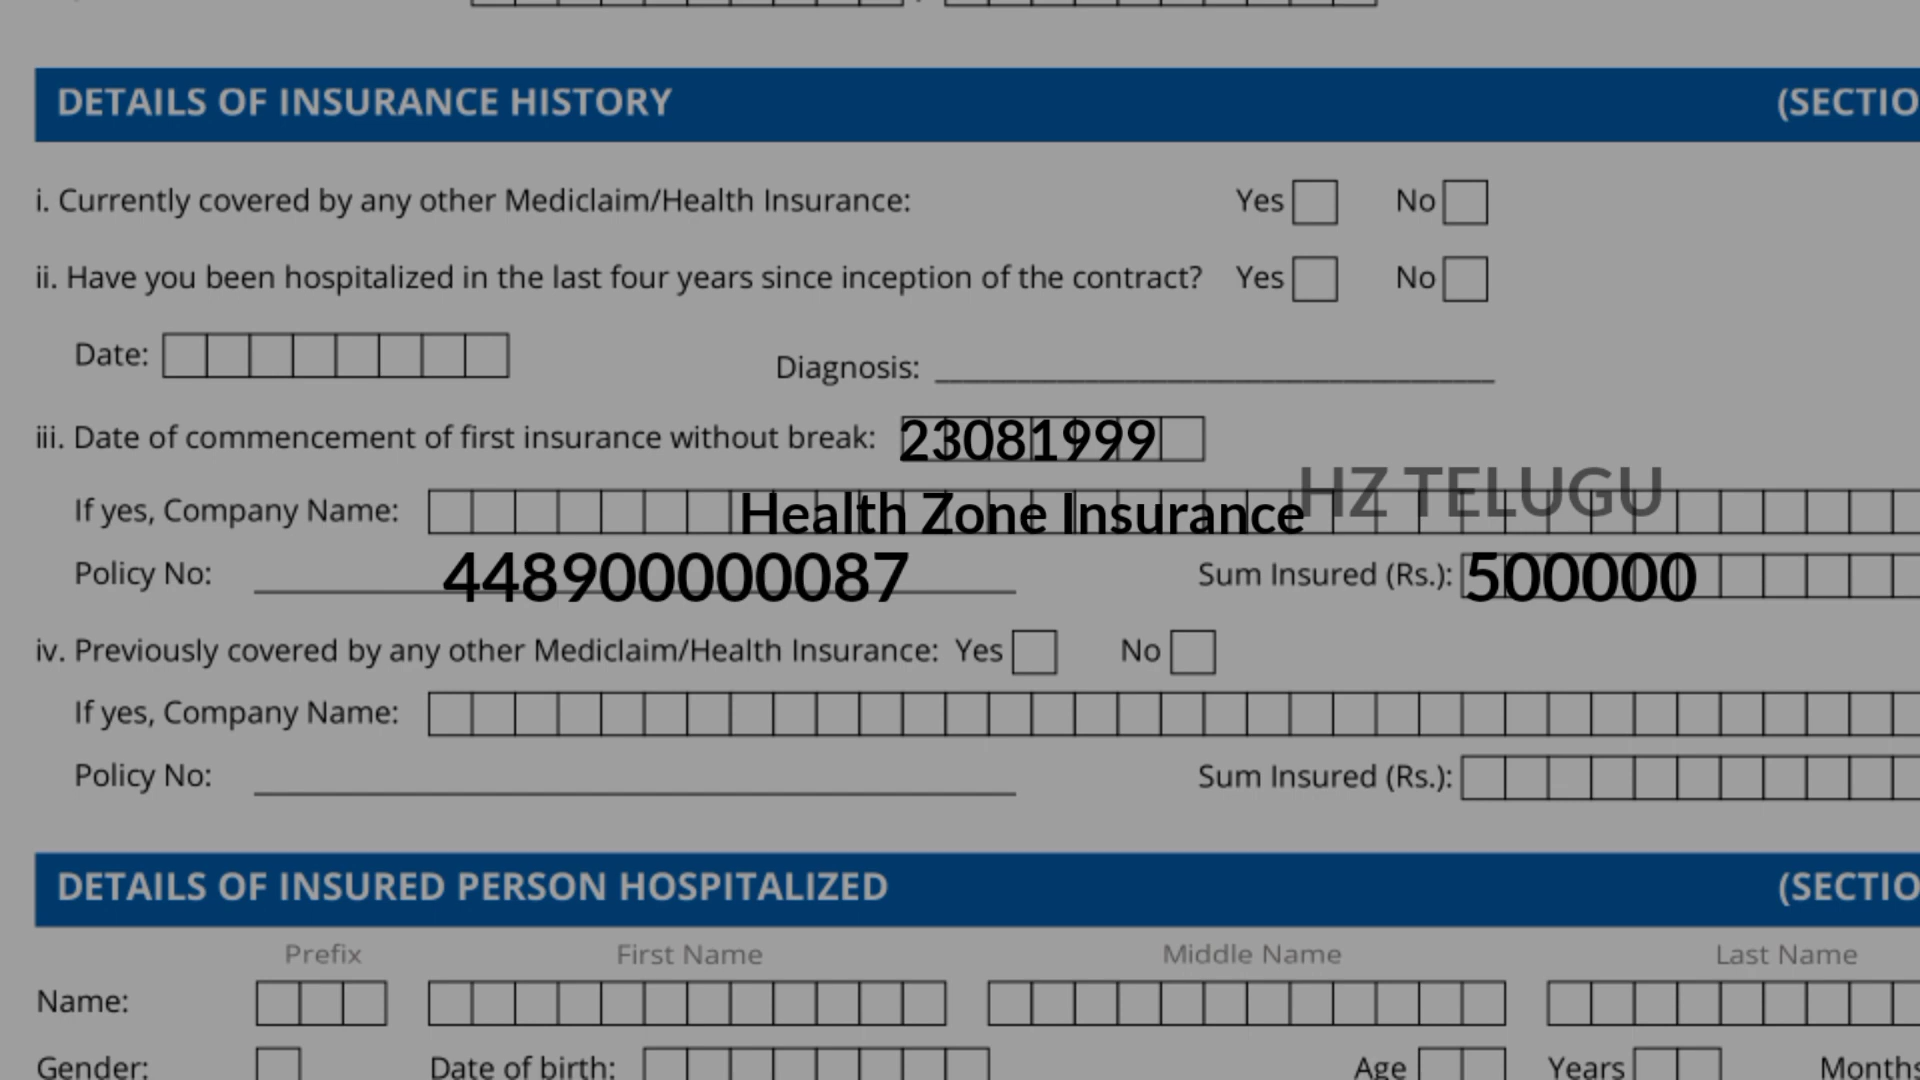 DETAILS OF INSURANCE HISTORY (SECTIO
i. Currently covered by any other Mediclaim/Health Insurance: Yes No
ii. Have you been hospitalized in the last four years since inception of the contract? Yes No
Date: Diagnosis:
iii. Date of commencement of first insurance without break: 23081999
HZ TELUGU
If yes, Company Name: Health Zone Insurance
Policy No: 448900000087 Sum Insured (Rs.): 500000
iv. Previously covered by any other Mediclaim/Health Insurance: Yes No
If yes, Company Name:
Policy No: Sum Insured (Rs.):
DETAILS OF INSURED PERSON HOSPITALIZED (SECTIO
Prefix First Name Middle Name Last Name
Name:
Gender: Date of birth: Age Years Months